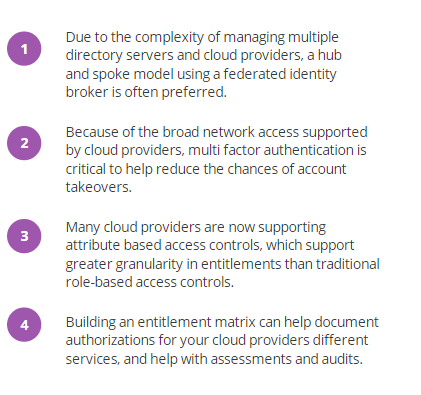 1
Due to the complexity of managing multiple
directory servers and cloud providers, a hub
and spoke model using a federated identity
broker is often preferred.
2
Because of the broad network access supported
by cloud providers, multi factor authentication is
critical to help reduce the chances of account
takeovers.
3
Many cloud providers are now supporting
attribute based access controls, which support
greater granularity in entitlements than traditional
role-based access controls.
4
Building an entitlement matrix can help document
authorizations for your cloud providers different
services, and help with assessments and audits.